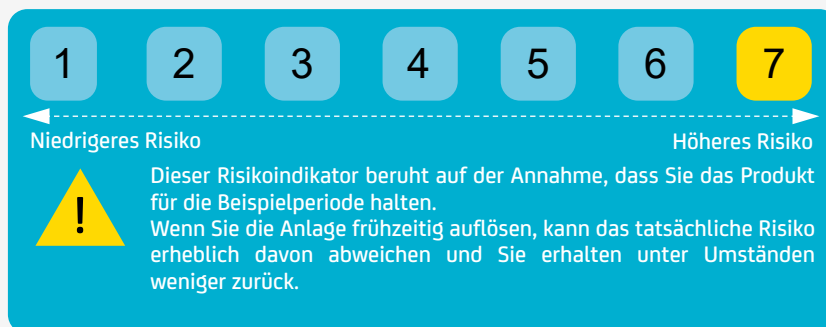 1 2 3 4 5 6 7
Niedrigeres Risiko Höheres Risiko
! Dieser Risikoindikator beruht auf der Annahme, dass Sie das Produkt
für die Beispielperiode halten.
Wenn Sie die Anlage frühzeitig auflösen, kann das tatsächliche Risiko
erheblich davon abweichen und Sie erhalten unter Umständen
weniger zurück.